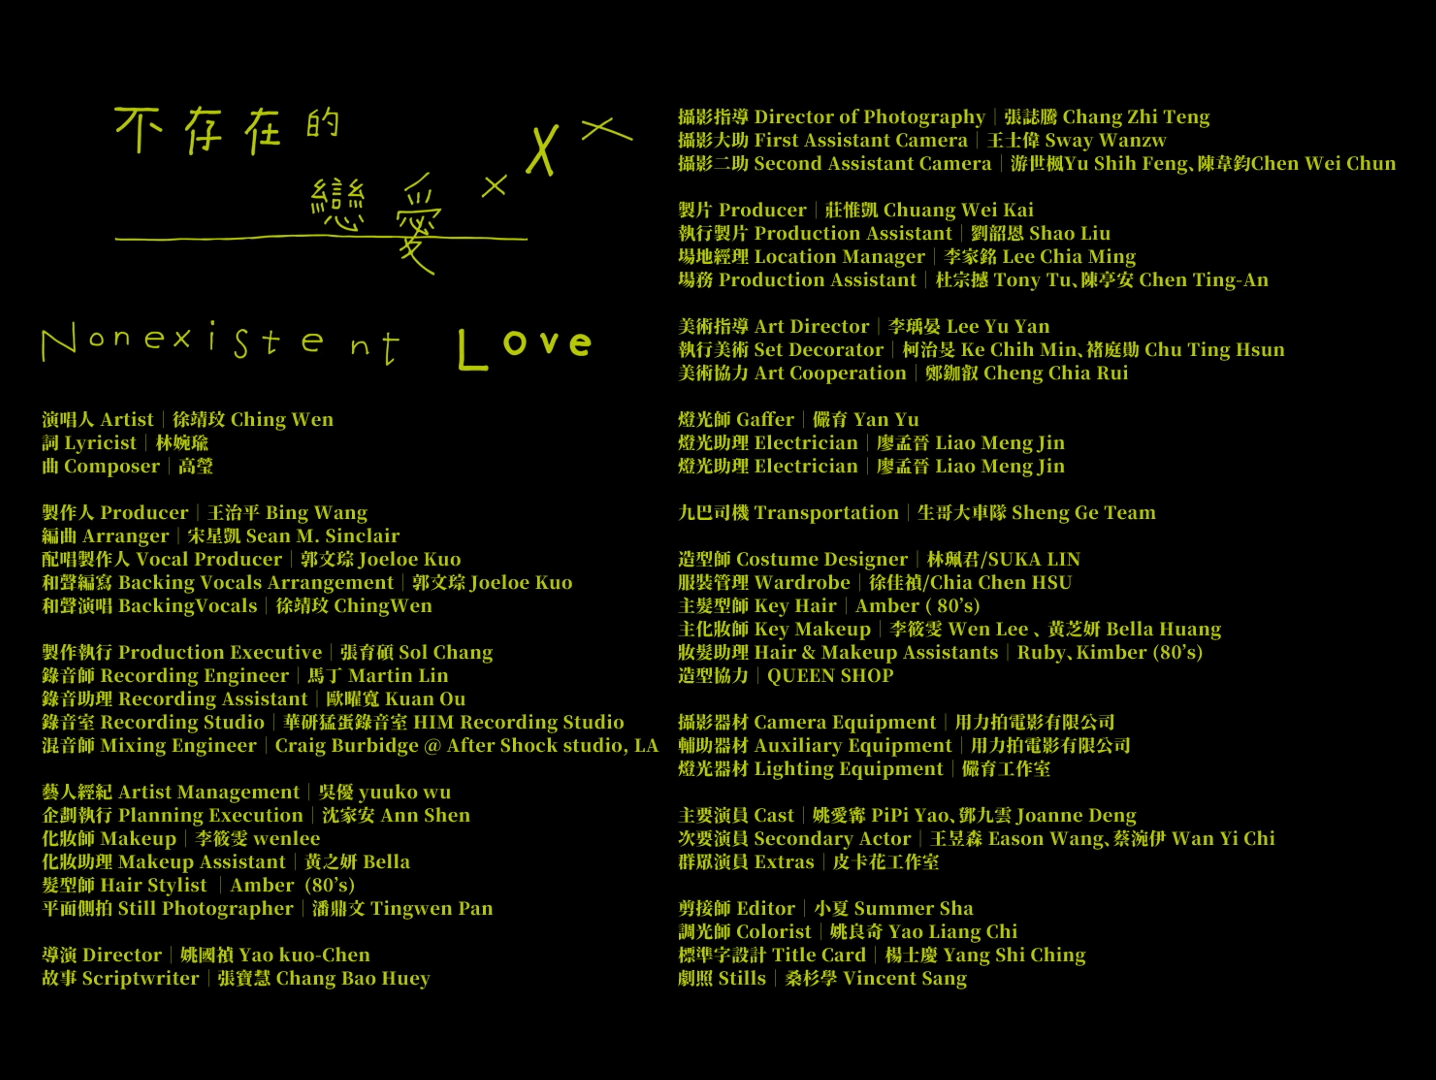 不存在的
戀愛
Nonexistent Love
演唱人 Artist｜徐靖玟 Ching Wen
詞 Lyricist｜林婉瑜
曲 Composer｜高瑩
製作人 Producer｜王治平 Bing Wang
編曲 Arranger｜宋星凱 Sean M. Sinclair
配唱製作人 Vocal Producer｜郭文琮 Joeloe Kuo
和聲編寫 Backing Vocals Arrangement｜郭文琮 Joeloe Kuo
和聲演唱 BackingVocals｜徐靖玟 ChingWen
製作執行 Production Executive｜張育碩 Sol Chang
錄音師 Recording Engineer｜馬丁 Martin Lin
錄音助理 Recording Assistant｜歐曜寬 Kuan Ou
錄音室 Recording Studio｜華研猛蛋錄音室 HIM Recording Studio
混音師 Mixing Engineer｜Craig Burbidge @ After Shock studio, LA
藝人經紀 Artist Management｜吳優 yuuko wu
企劃執行 Planning Execution｜沈家安 Ann Shen
化妝師 Makeup｜李筱雯 wenlee
化妝助理 Makeup Assistant｜黃之妍 Bella
髮型師 Hair Stylist ｜Amber (80’s)
平面側拍 Still Photographer｜潘鼎文 Tingwen Pan
導演 Director｜姚國禎 Yao kuo-Chen
故事 Scriptwriter｜張寶慧 Chang Bao Huey
攝影指導 Director of Photography｜張誌騰 Chang Zhi Teng
攝影大助 First Assistant Camera｜王士偉 Sway Wanzw
攝影二助 Second Assistant Camera｜游世楓Yu Shih Feng、陳韋鈞Chen Wei Chun
製片 Producer｜莊惟凱 Chuang Wei Kai
執行製片 Production Assistant｜劉韶恩 Shao Liu
場地經理 Location Manager｜李家銘 Lee Chia Ming
場務 Production Assistant｜杜宗撼 Tony Tu、陳亭安 Chen Ting-An
美術指導 Art Director｜李瑀晏 Lee Yu Yan
執行美術 Set Decorator｜柯治旻 Ke Chih Min、褚庭勛 Chu Ting Hsun
美術協力 Art Cooperation｜鄭鉫叡 Cheng Chia Rui
燈光師 Gaffer｜儼育 Yan Yu
燈光助理 Electrician｜廖孟晉 Liao Meng Jin
燈光助理 Electrician｜廖孟晉 Liao Meng Jin
九巴司機 Transportation｜生哥大車隊 Sheng Ge Team
造型師 Costume Designer｜林珮君/SUKA LIN
服裝管理 Wardrobe｜徐佳禎/Chia Chen HSU
主髮型師 Key Hair｜Amber ( 80’s)
主化妝師 Key Makeup｜李筱雯 Wen Lee 、黃芝妍 Bella Huang
妝髮助理 Hair & Makeup Assistants｜Ruby、Kimber (80’s)
造型協力｜QUEEN SHOP
攝影器材 Camera Equipment｜用力拍電影有限公司
輔助器材 Auxiliary Equipment｜用力拍電影有限公司
燈光器材 Lighting Equipment｜儼育工作室
主要演員 Cast｜姚愛寗 PiPi Yao、鄧九雲 Joanne Deng
次要演員 Secondary Actor｜王昱森 Eason Wang、蔡涴伊 Wan Yi Chi
群眾演員 Extras｜皮卡花工作室
剪接師 Editor｜小夏 Summer Sha
調光師 Colorist｜姚良奇 Yao Liang Chi
標準字設計 Title Card｜楊士慶 Yang Shi Ching
劇照 Stills｜桑杉學 Vincent Sang